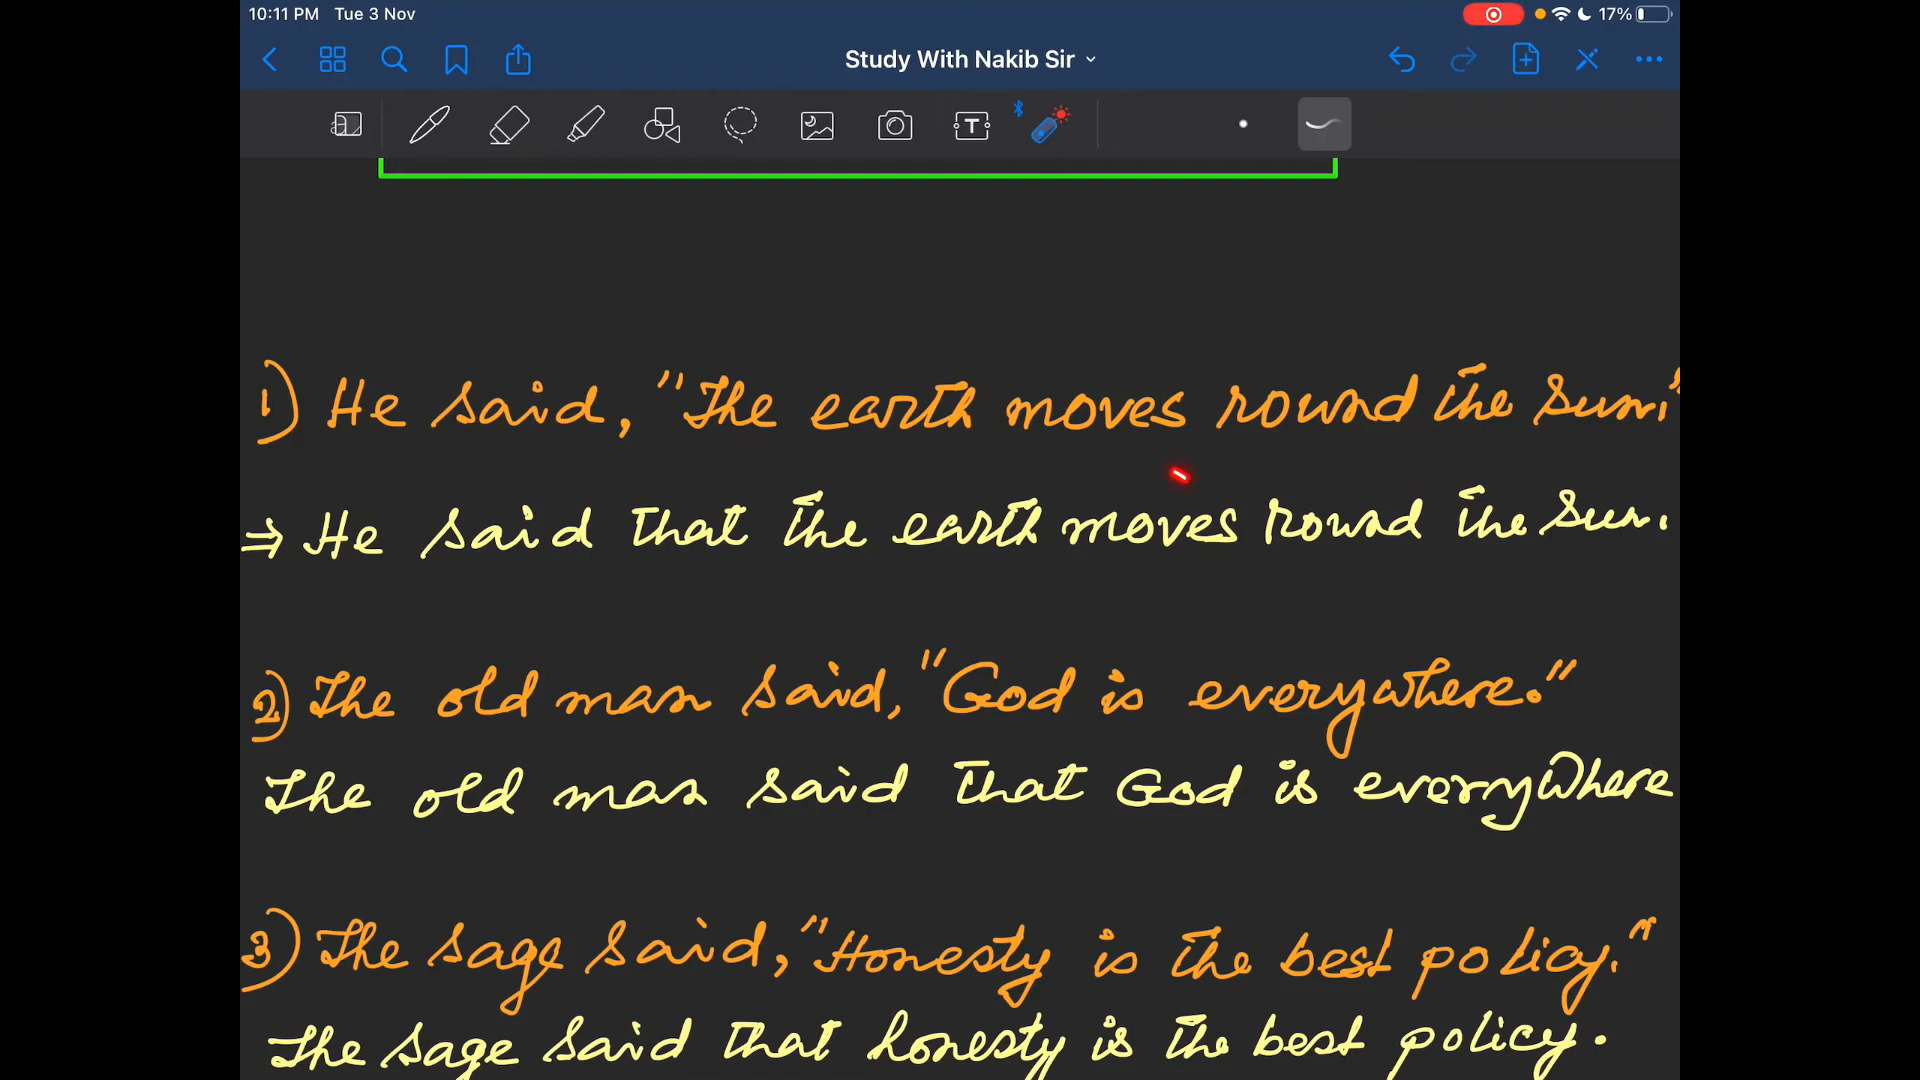 10:11 PM Tue 3 Nov 17%
Study With Nakib Sir
T
1) He said, "The earth moves round the sun."
⇒ He said that the earth moves round the sun.
2) The old man said, "God is everywhere."
The old man said that God is everywhere
3) The sage said, "Honesty is the best policy."
The sage said that honesty is the best policy.